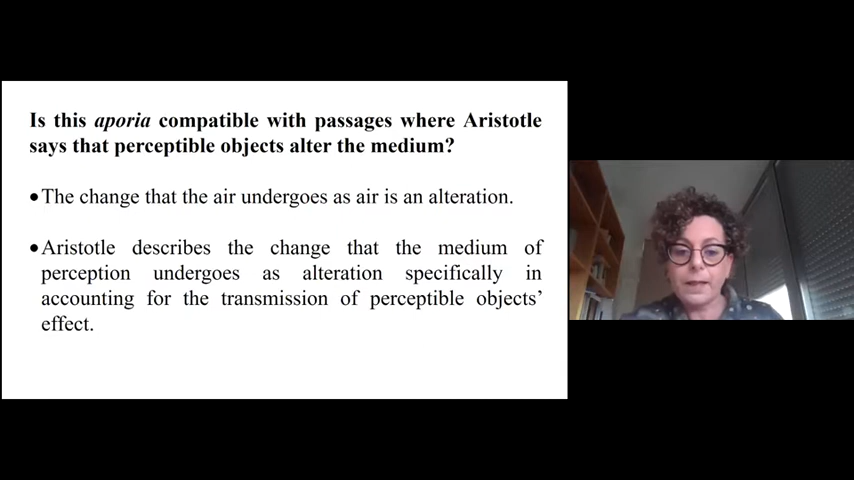 Is this aporia compatible with passages where Aristotle
says that perceptible objects alter the medium?
•The change that the air undergoes as air is an alteration.
•Aristotle describes the change that the medium of
perception undergoes as alteration specifically in
accounting for the transmission of perceptible objects’
effect.